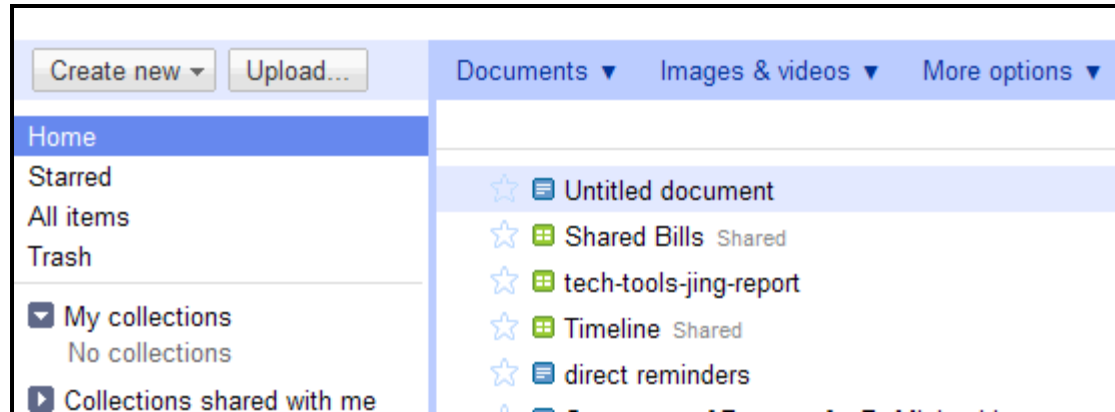 Create new
Upload...
Documents
Images & videos
More options
Home
Starred
All items
Trash
My collections
No collections
Collections shared with me
Untitled document
Shared Bills Shared
tech-tools-jing-report
Timeline Shared
direct reminders